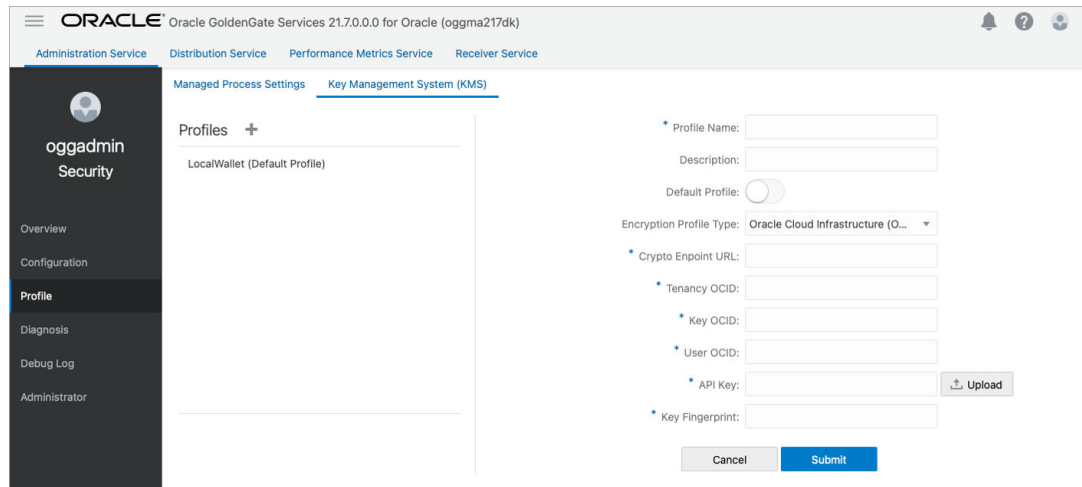 ORACLE Oracle GoldenGate Services 21.7.0.0.0 for Oracle (oggma217dk)
Administration Service Distribution Service Performance Metrics Service Receiver Service
oggadmin
Security
Overview
Configuration
Profile
Diagnosis
Debug Log
Administrator
Managed Process Settings Key Management System (KMS)
Profiles +
LocalWallet (Default Profile)
* Profile Name:
Description:
Default Profile:
Encryption Profile Type: Oracle Cloud Infrastructure (O...
* Crypto Enpoint URL:
* Tenancy OCID:
* Key OCID:
* User OCID:
* API Key: Upload
* Key Fingerprint:
Cancel Submit